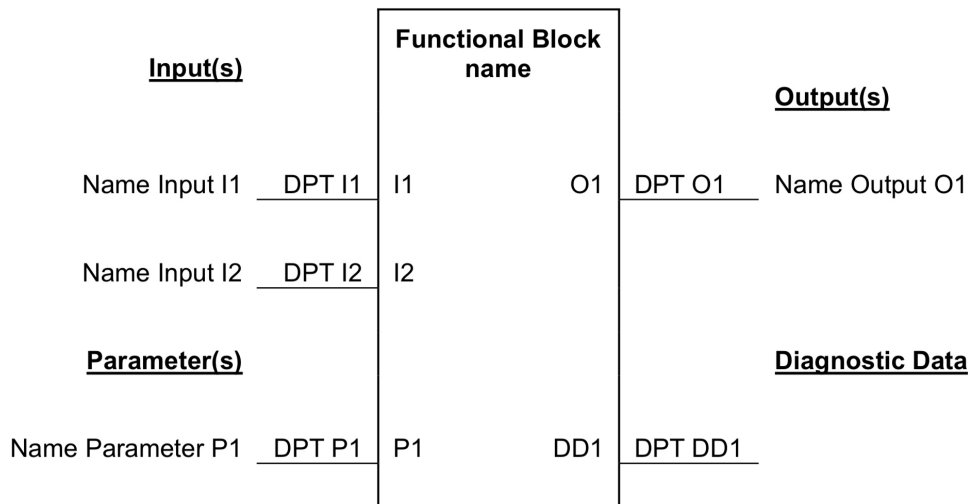 Functional Block
name
Input(s)
Output(s)
Name Input I1 DPT I1 I1 O1 DPT O1 Name Output O1
Name Input I2 DPT I2 I2
Parameter(s) Diagnostic Data
Name Parameter P1 DPT P1 P1 DD1 DPT DD1